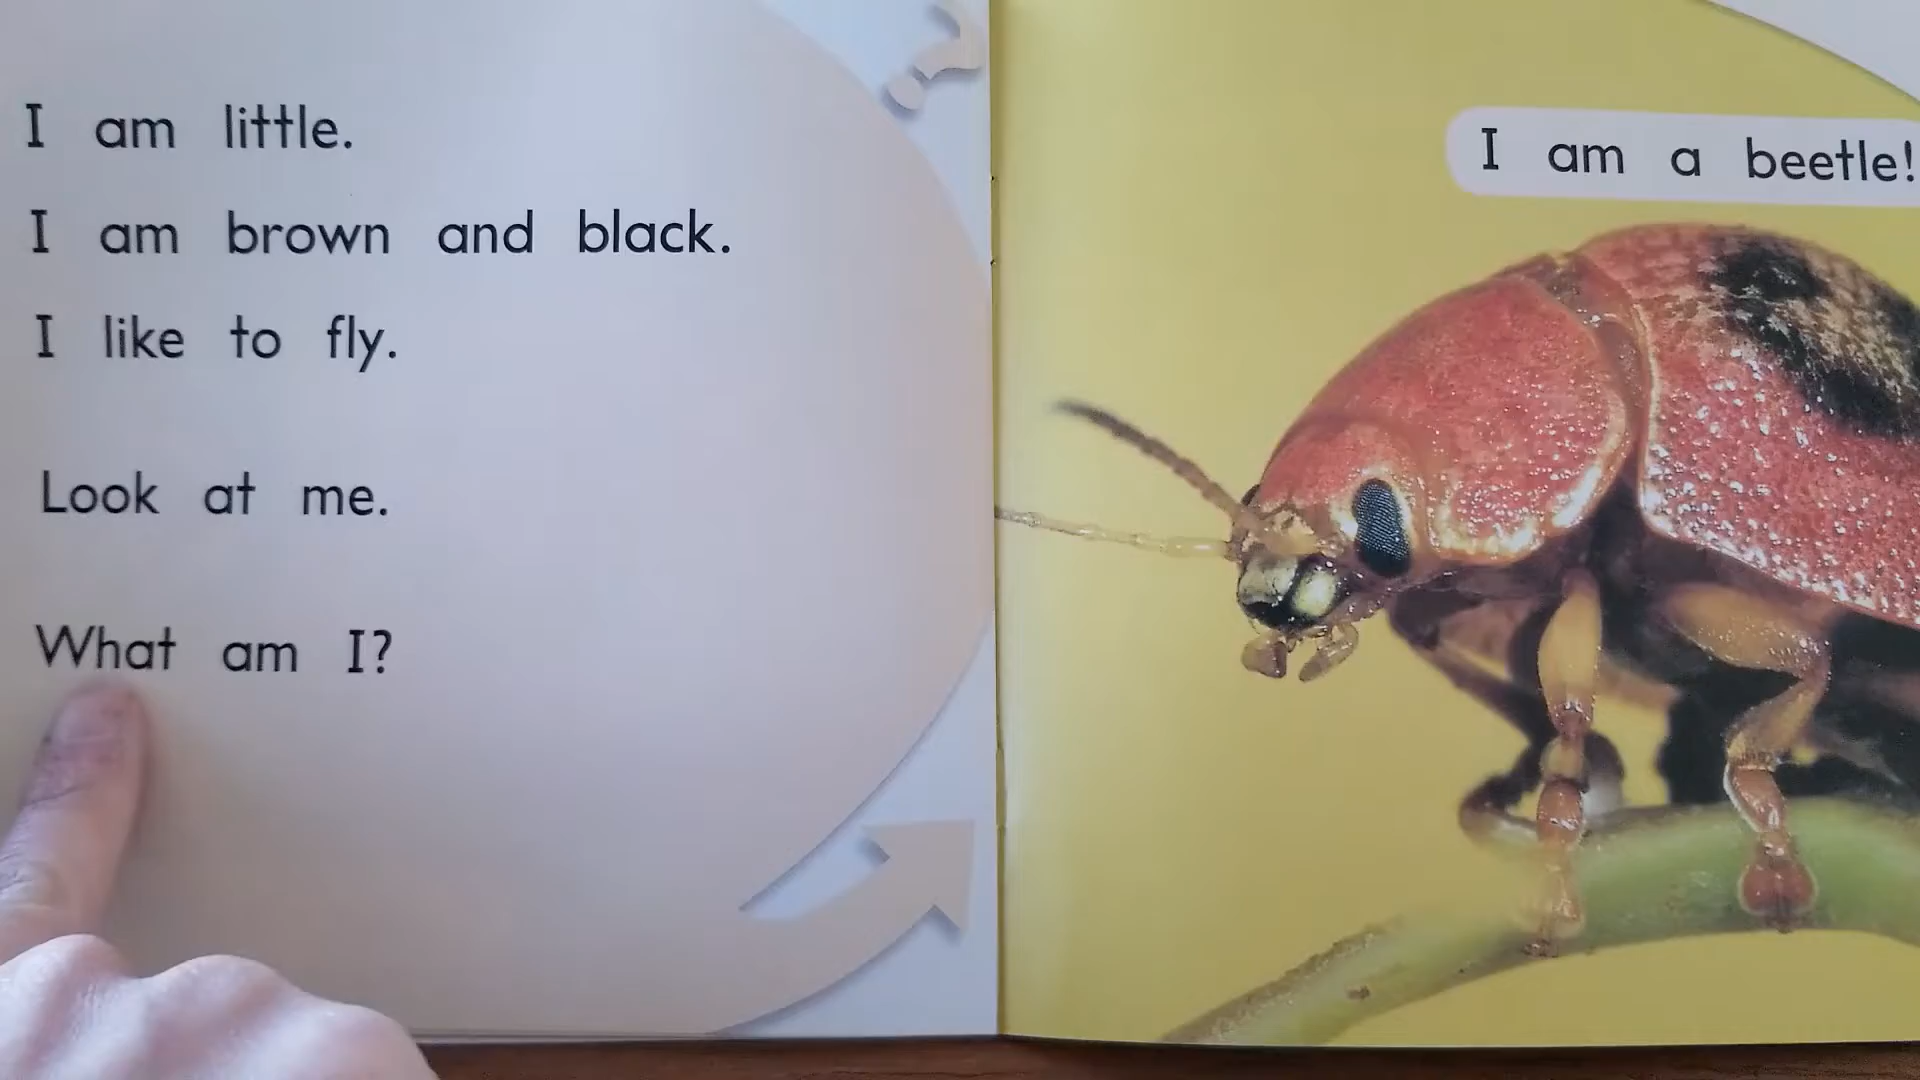 I am little.
I am brown and black.
I like to fly.
Look at me.
What am I?
I am a beetle!